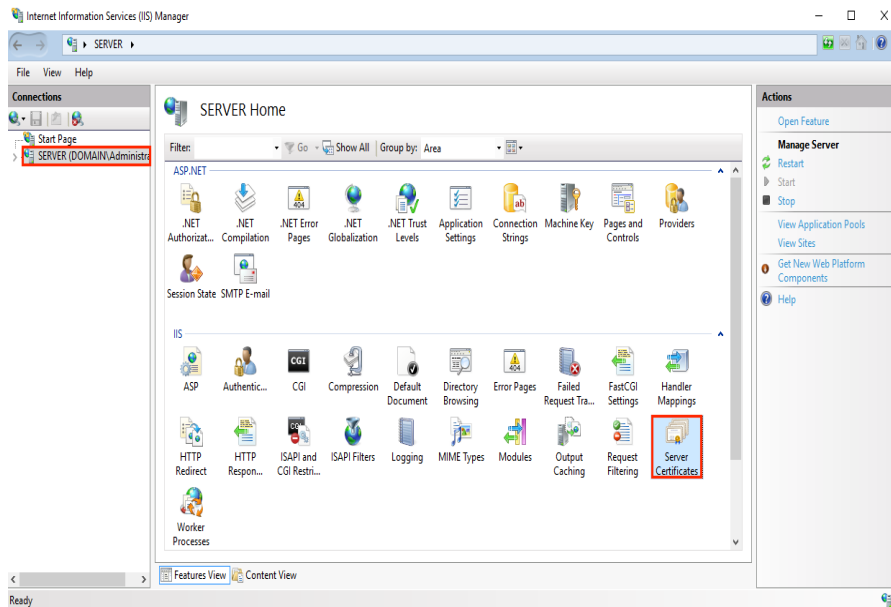 Internet Information Services (IIS) Manager
SERVER
File View Help
Connections
Start Page
SERVER (DOMAIN\Administra
SERVER Home
Filter: Go Show All Group by: Area
ASP.NET
.NET Authorizat...
.NET Compilation
.NET Error Pages
.NET Globalization
.NET Trust Levels
Application Settings
Connection Strings
Machine Key
Pages and Controls
Providers
Session State
SMTP E-mail
IIS
ASP
Authentic...
CGI
Compression
Default Document
Directory Browsing
Error Pages
Failed Request Tra...
FastCGI Settings
Handler Mappings
HTTP Redirect
HTTP Respon...
ISAPI and CGI Restri...
ISAPI Filters
Logging
MIME Types
Modules
Output Caching
Request Filtering
Server Certificates
Worker Processes
Features View
Content View
Actions
Open Feature
Manage Server
Restart
Start
Stop
View Application Pools
View Sites
Get New Web Platform
Components
Help
Ready